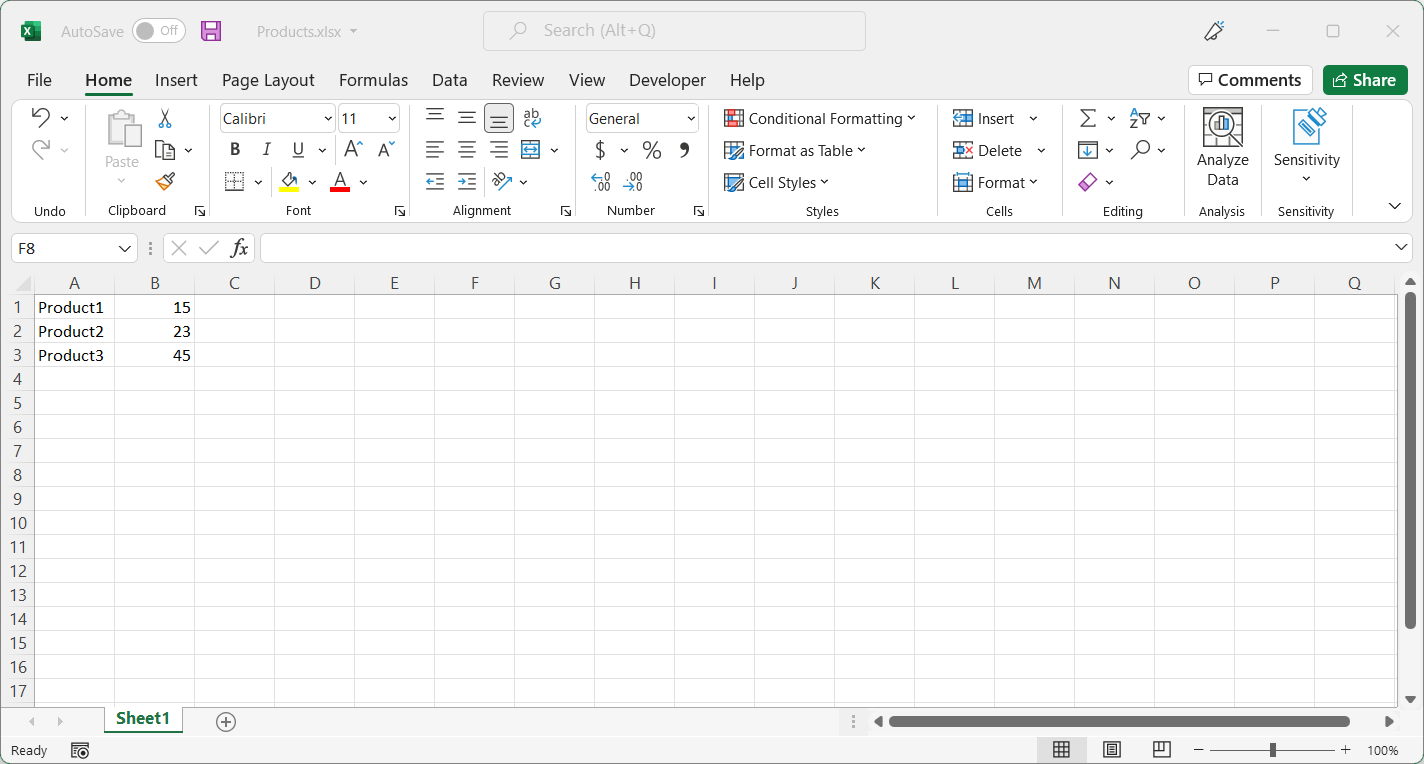 AutoSave Off Products.xlsx Search (Alt+Q)
File Home Insert Page Layout Formulas Data Review View Developer Help Comments Share
Calibri 11 ab General Conditional Formatting Insert
Paste B I U A A c $ % Format as Table Delete Analyze Data Sensitivity
A .00 .00 Cell Styles Format
Undo Clipboard Font Alignment Number Styles Cells Editing Analysis Sensitivity
F8 fx
A B C D E F G H I J K L M N O P Q
1 Product1 15
2 Product2 23
3 Product3 45
4
5
6
7
8
9
10
11
12
13
14
15
16
17
Sheet1
Ready 100%